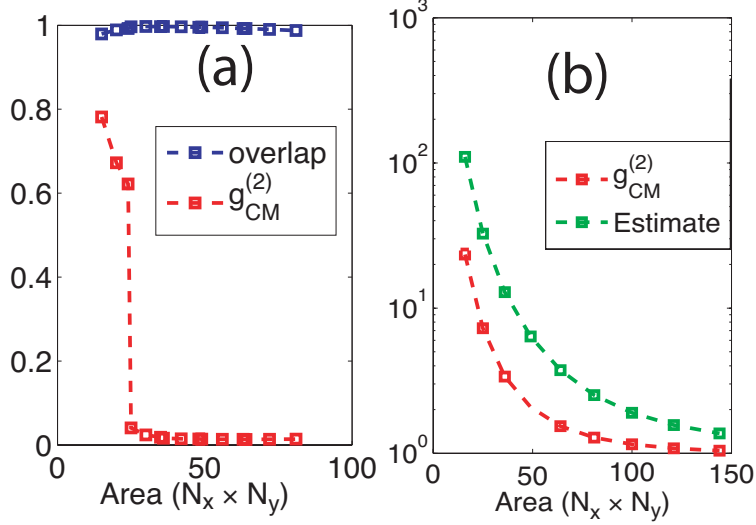 (a)
1
0.8
0.6
0.4
0.2
0
0 50 100
Area (Nx × Ny)
overlap
g(2)CM
(b)
10³
10²
10¹
10⁰
0 50 100 150
Area (Nx × Ny)
g(2)CM
Estimate